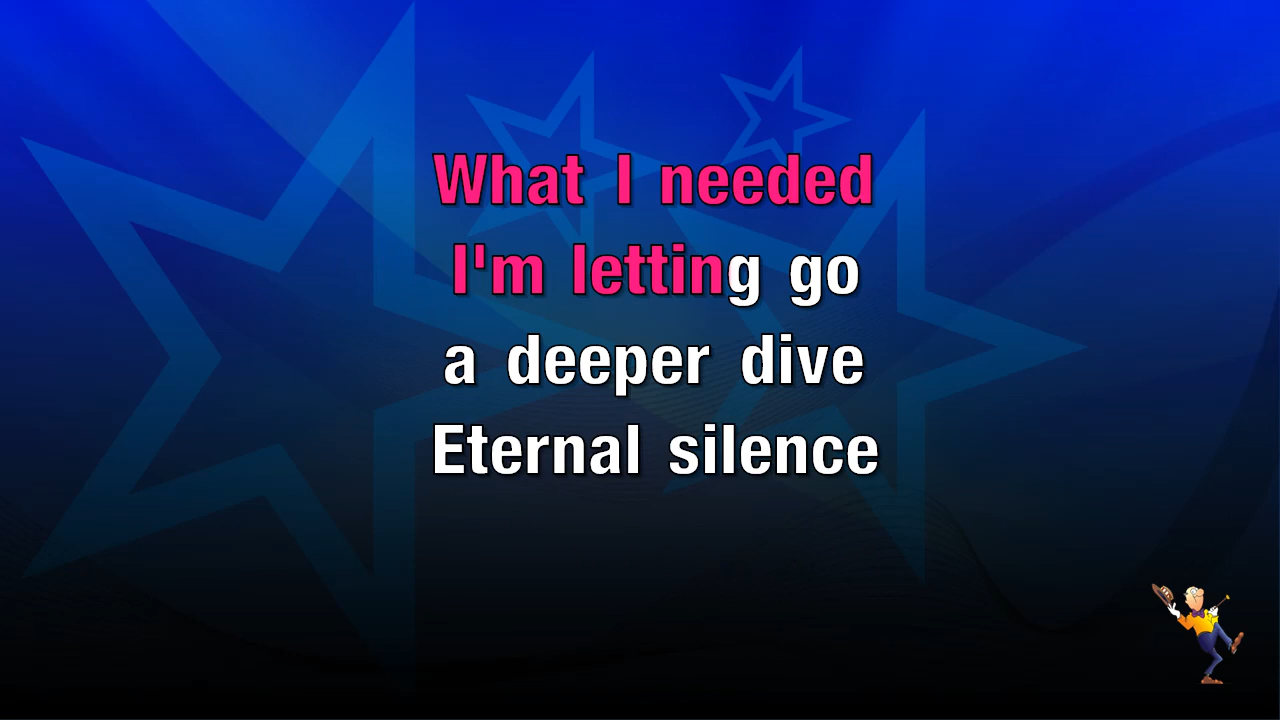 What I needed
I'm letting go
a deeper dive
Eternal silence